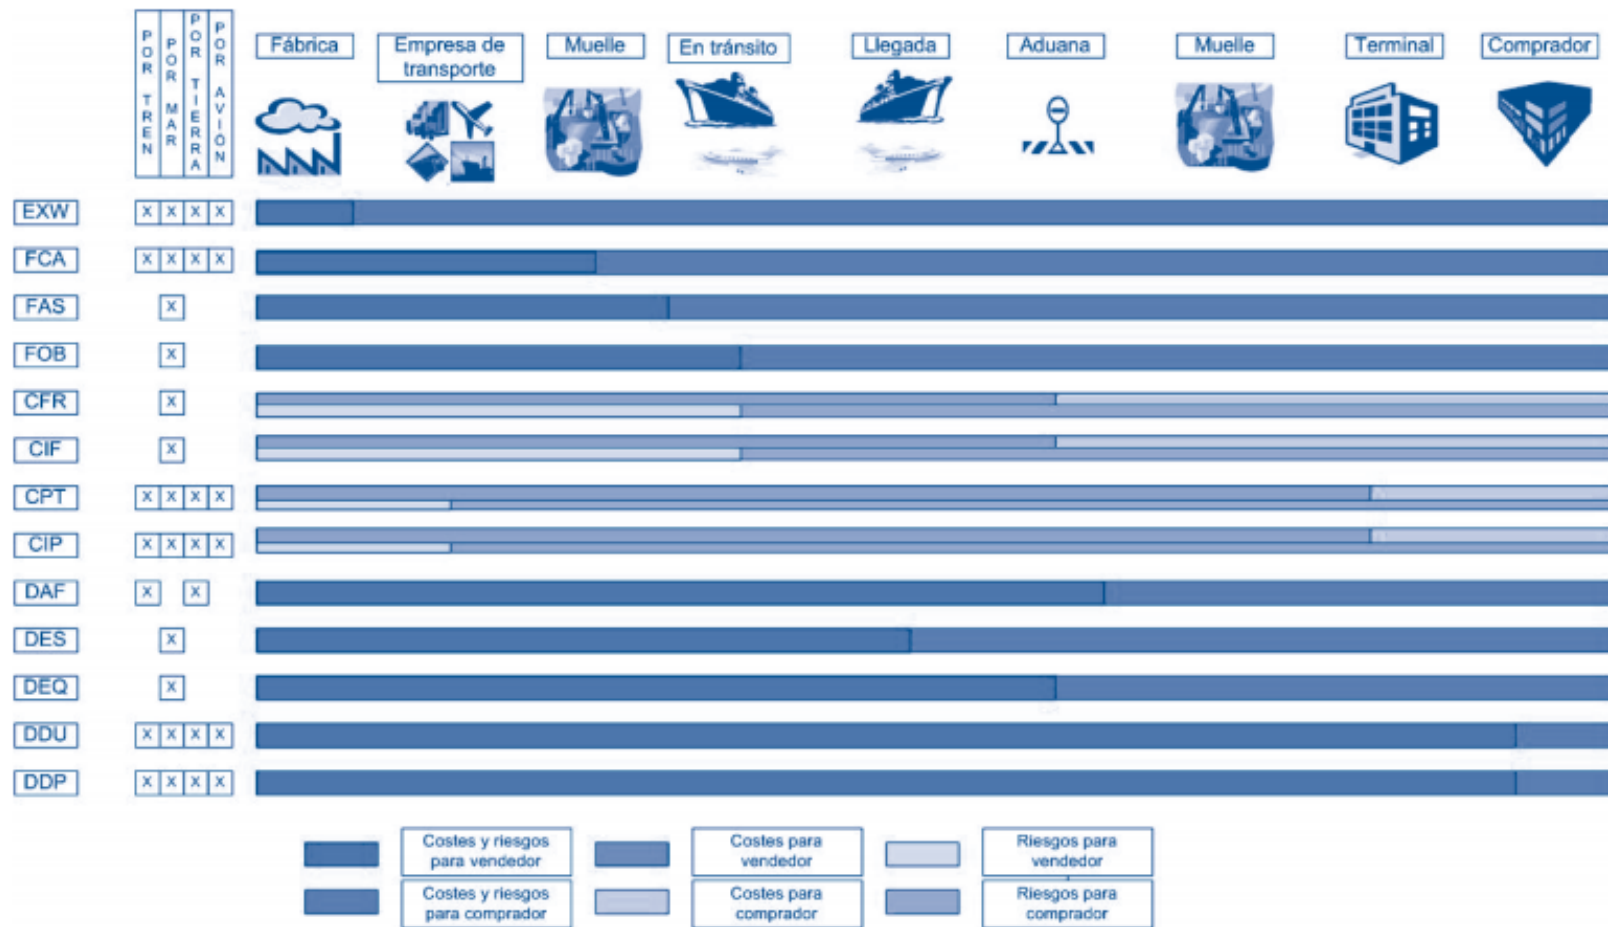 POR TREN
POR MAR
POR TIERRA
POR AVION
Fábrica
Empresa de
transporte
Muelle
En tránsito
Llegada
Aduana
Muelle
Terminal
Comprador
EXW X X X X
FCA X X X X
FAS X
FOB X
CFR X
CIF X
CPT X X X X
CIP X X X X
DAF X X
DES X
DEQ X
DDU X X X X
DDP X X X X
Costes y riesgos
para vendedor
Costes para
vendedor
Riesgos para
vendedor
Costes y riesgos
para comprador
Costes para
comprador
Riesgos para
comprador